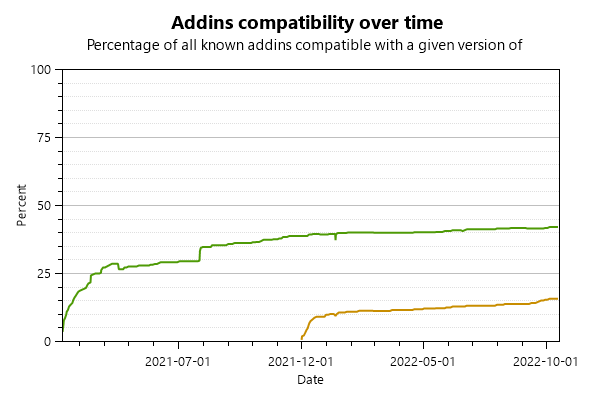 Addins compatibility over time
Percentage of all known addins compatible with a given version of
100
75
50
25
0
Percent
2021-07-01
2021-12-01
2022-05-01
2022-10-01
Date